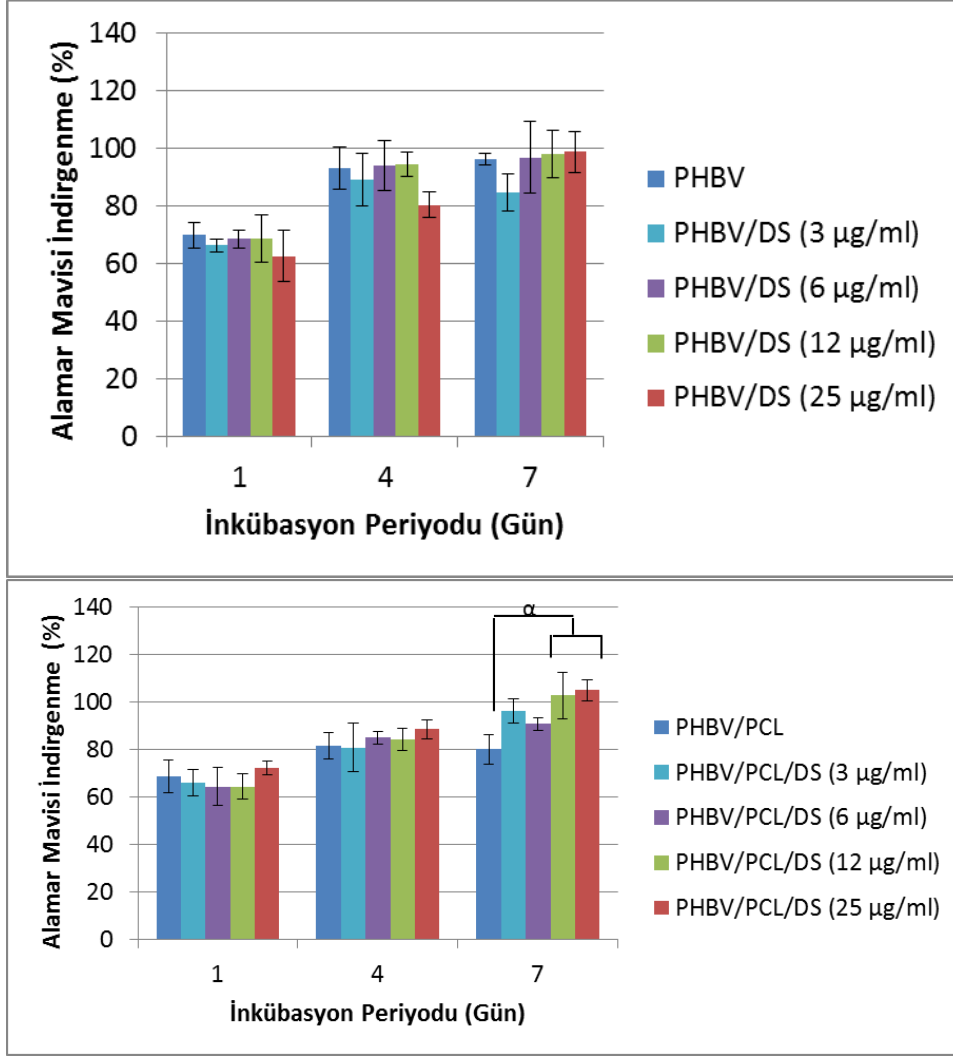 140
120
100
80
60
40
20
0
Alamar Mavisi İndirgenme (%)
1 4 7
İnkübasyon Periyodu (Gün)
PHBV
PHBV/DS (3 µg/ml)
PHBV/DS (6 µg/ml)
PHBV/DS (12 µg/ml)
PHBV/DS (25 µg/ml)
140
120
100
80
60
40
20
0
Alamar Mavisi İndirgenme (%)
α
1 4 7
İnkübasyon Periyodu (Gün)
PHBV/PCL
PHBV/PCL/DS (3 µg/ml)
PHBV/PCL/DS (6 µg/ml)
PHBV/PCL/DS (12 µg/ml)
PHBV/PCL/DS (25 µg/ml)